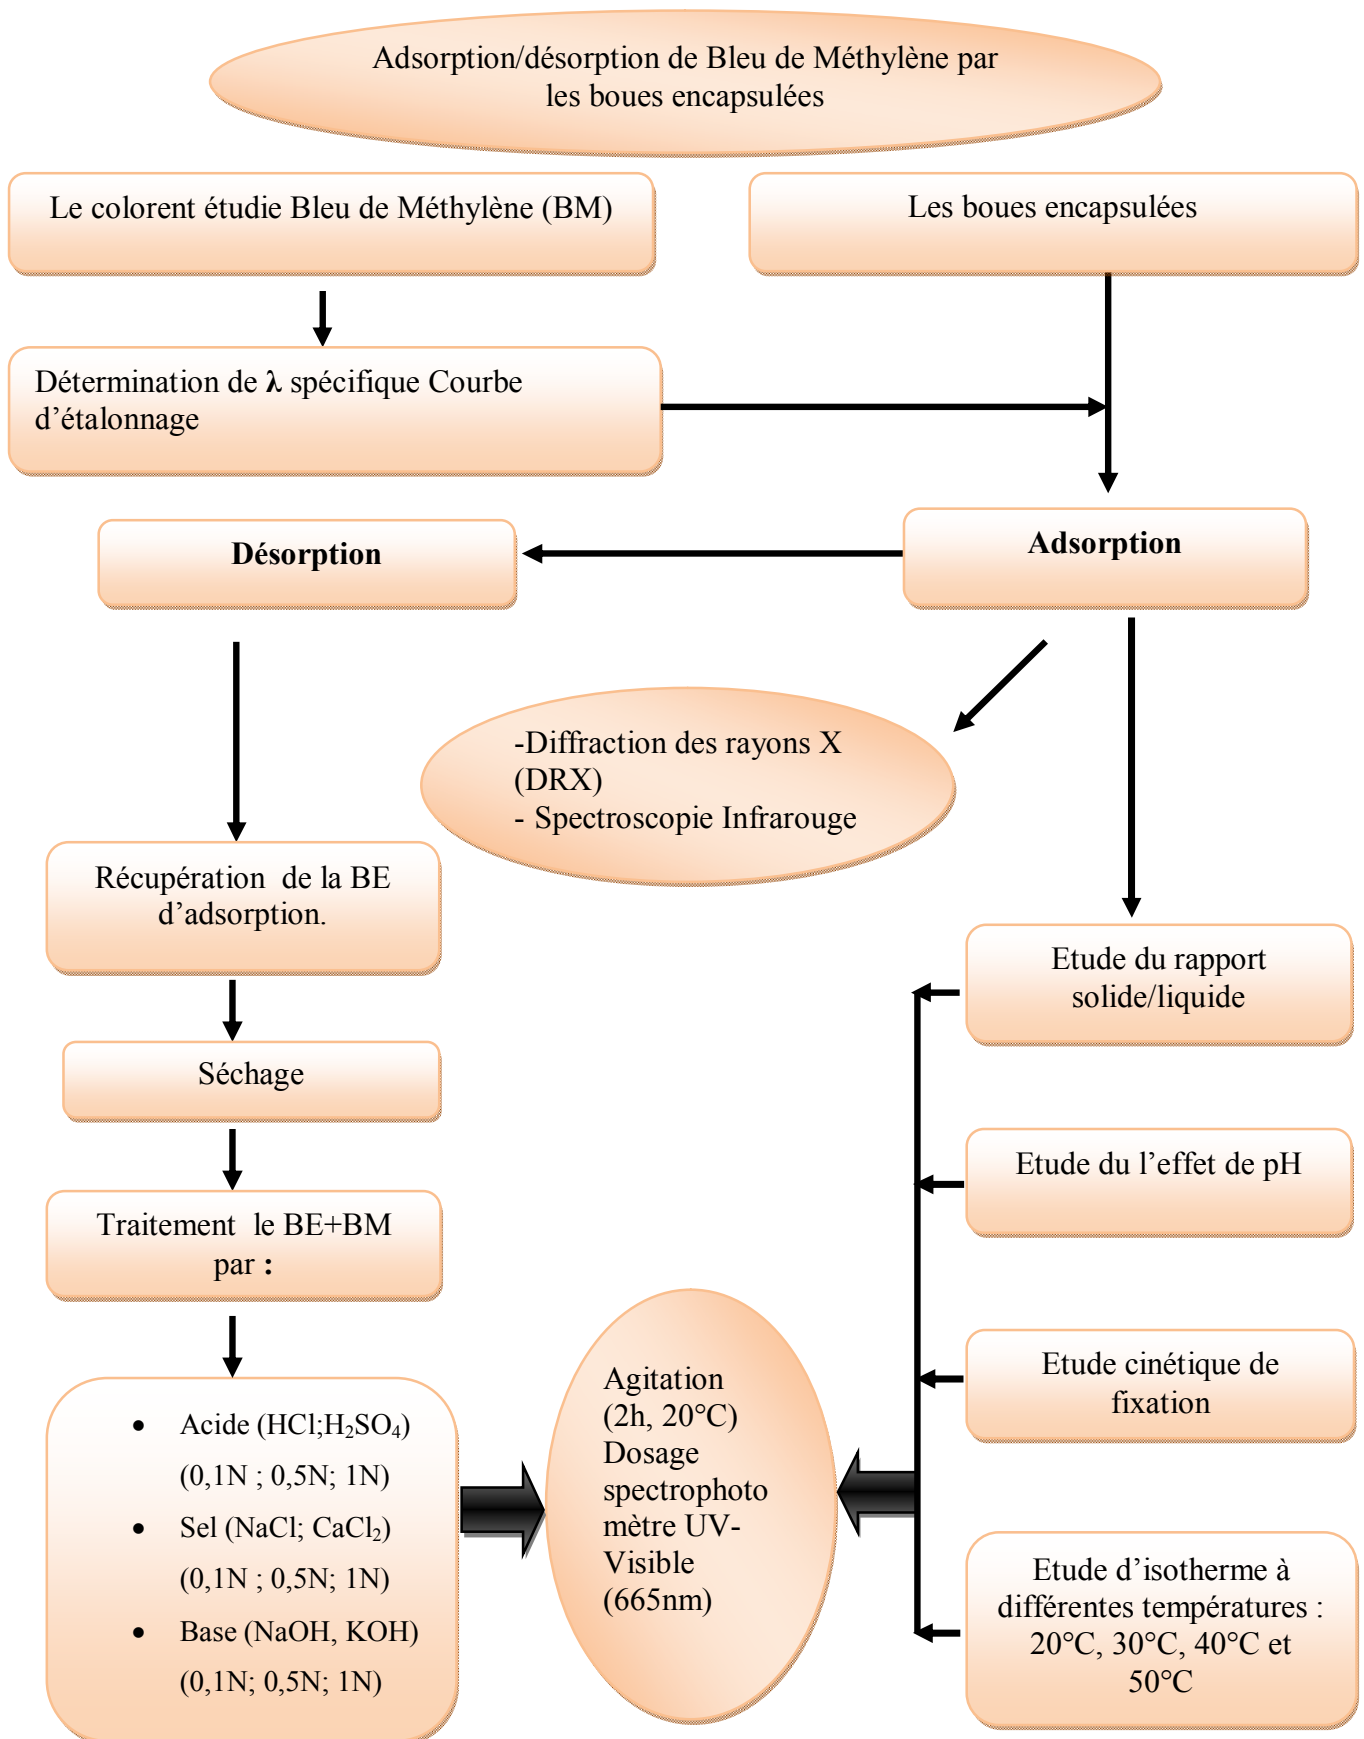 Adsorption/désorption de Bleu de Méthylène par
les boues encapsulées
Le colorent étudie Bleu de Méthylène (BM)
Les boues encapsulées
Détermination de λ spécifique Courbe
d’étalonnage
Désorption
Adsorption
-Diffraction des rayons X
(DRX)
- Spectroscopie Infrarouge
Récupération de la BE
d’adsorption.
Séchage
Traitement le BE+BM
par :
• Acide (HCl;H₂SO₄)
(0,1N ; 0,5N; 1N)
• Sel (NaCl; CaCl₂)
(0,1N ; 0,5N; 1N)
• Base (NaOH, KOH)
(0,1N; 0,5N; 1N)
Agitation
(2h, 20°C)
Dosage
spectrophoto
mètre UV-
Visible
(665nm)
Etude du rapport
solide/liquide
Etude du l’effet de pH
Etude cinétique de
fixation
Etude d’isotherme à
différentes températures :
20°C, 30°C, 40°C et
50°C